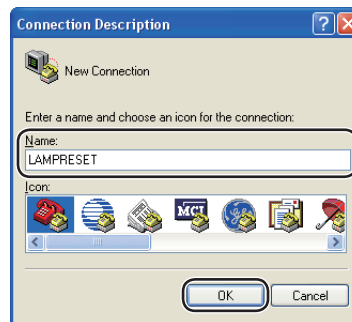 Connection Description
New Connection
Enter a name and choose an icon for the connection:
Name:
LAMPRESET
Icon:
MCI
OK
Cancel